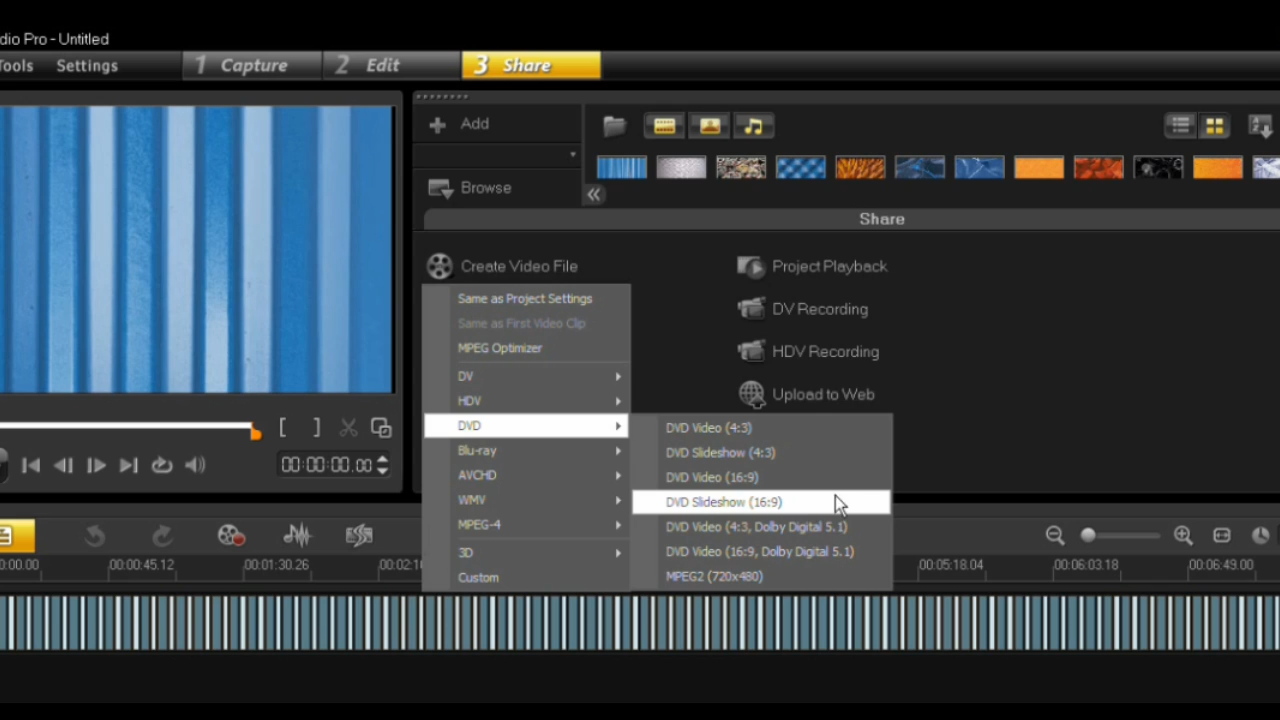 dio Pro - Untitled
Tools Settings 1 Capture 2 Edit 3 Share
Add
Browse
Share
Create Video File
Project Playback
Same as Project Settings
Same as First Video Clip
DV Recording
MPEG Optimizer
HDV Recording
DV
Upload to Web
HDV
DVD
DVD Video (4:3)
Blu-ray
DVD Slideshow (4:3)
AVCHD
DVD Video (16:9)
WMV
DVD Slideshow (16:9)
MPEG-4
DVD Video (4:3, Dolby Digital 5.1)
3D
DVD Video (16:9, Dolby Digital 5.1)
Custom
MPEG2 (720x480)
[ ]
00:00:00.00
00:00.00 00:00:45.12 00:01:30.26 00:02:1 00:05:18.04 00:06:03.18 00:06:49.00